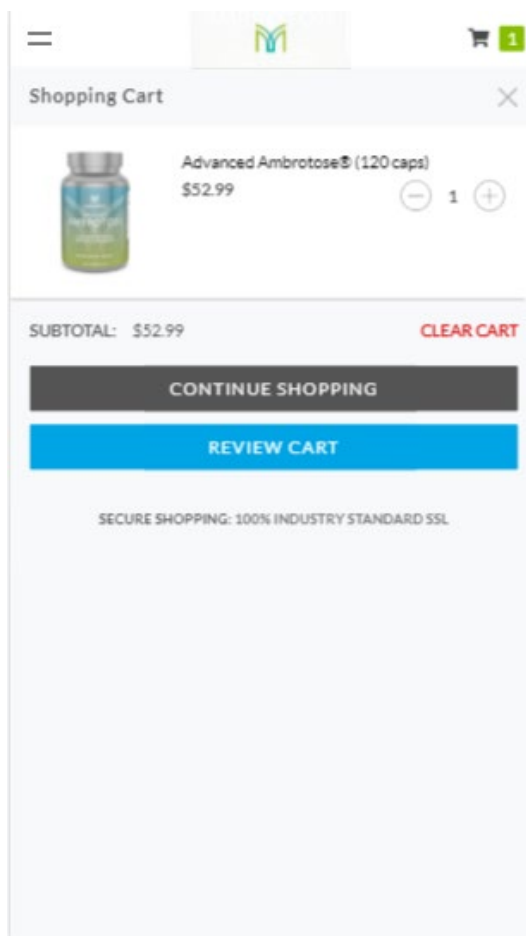 1
Shopping Cart
Advanced Ambrotose® (120 caps)
$52.99
1
SUBTOTAL: $52.99
CLEAR CART
CONTINUE SHOPPING
REVIEW CART
SECURE SHOPPING: 100% INDUSTRY STANDARD SSL